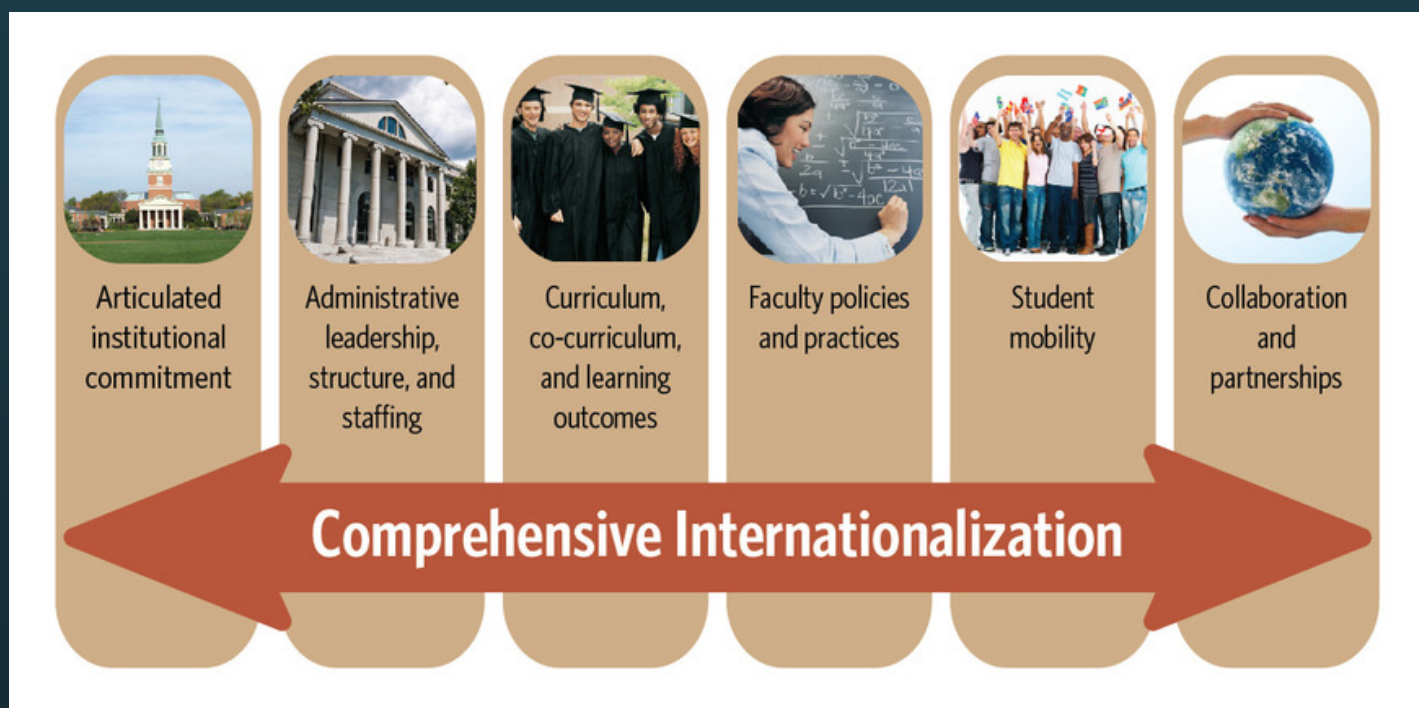 Articulated
institutional
commitment
Administrative
leadership,
structure, and
staffing
Curriculum,
co-curriculum,
and learning
outcomes
Faculty policies
and practices
Student
mobility
Collaboration
and
partnerships
Comprehensive Internationalization